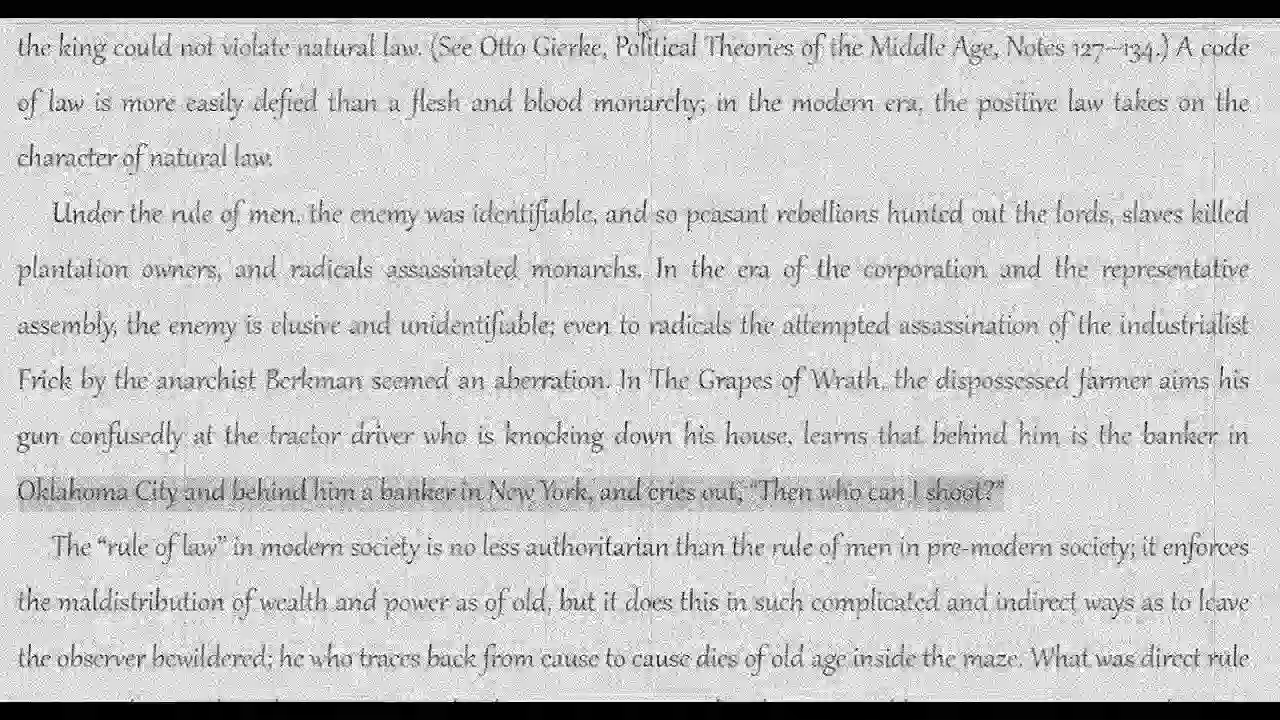 the king could not violate natural law. (See Otto Gierke, Political Theories of the Middle Age, Notes 127–134.) A code
of law is more easily defied than a flesh and blood monarchy; in the modern era, the positive law takes on the
character of natural law.
Under the rule of men, the enemy was identifiable, and so peasant rebellions hunted out the lords, slaves killed
plantation owners, and radicals assassinated monarchs. In the era of the corporation and the representative
assembly, the enemy is elusive and unidentifiable; even to radicals the attempted assassination of the industrialist
Frick by the anarchist Berkman seemed an aberration. In The Grapes of Wrath, the dispossessed farmer aims his
gun confusedly at the tractor driver who is knocking down his house, learns that behind him is the banker in
Oklahoma City and behind him a banker in New York, and cries out, “Then who can I shoot?”
The “rule of law” in modern society is no less authoritarian than the rule of men in pre-modern society; it enforces
the maldistribution of wealth and power as of old, but it does this in such complicated and indirect ways as to leave
the observer bewildered; he who traces back from cause to cause dies of old age inside the maze. What was direct rule